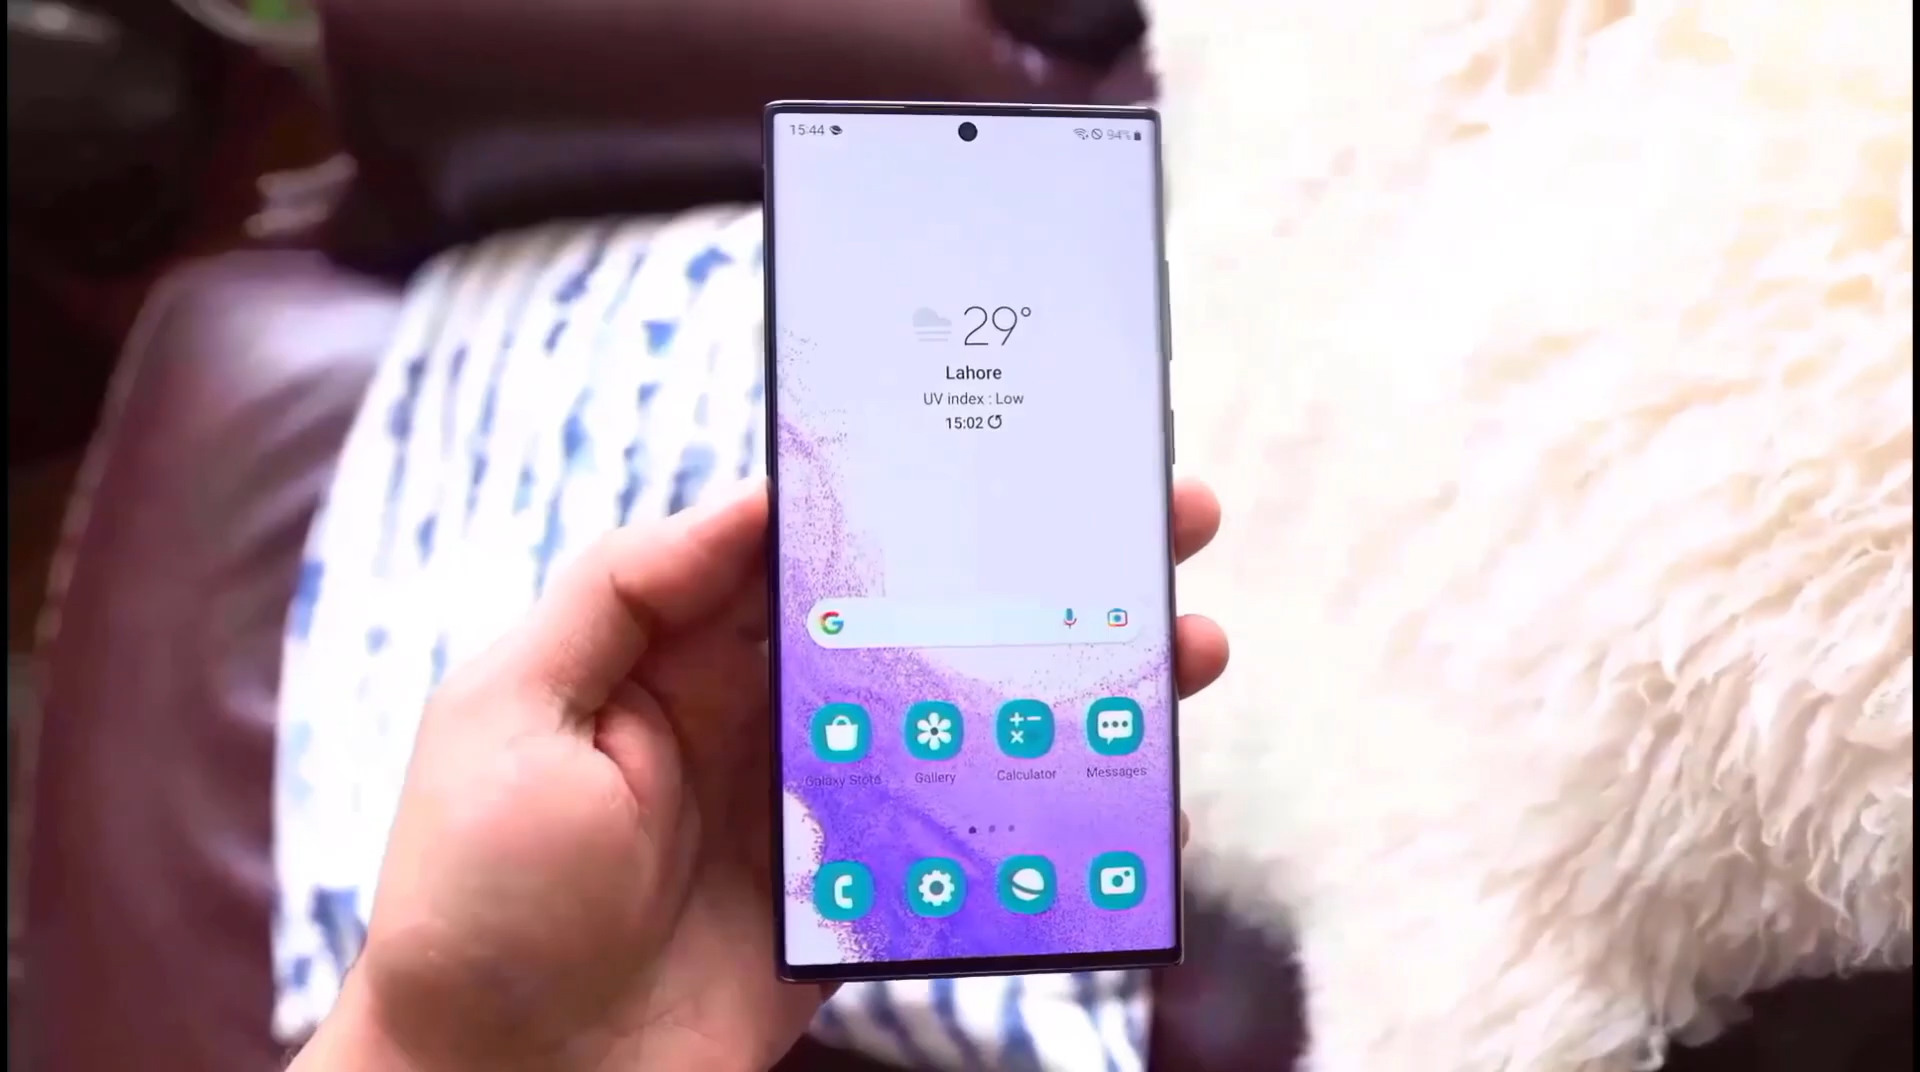 15:44 94%
29°
Lahore
UV index : Low
15:02
Galaxy Store Gallery Calculator Messages